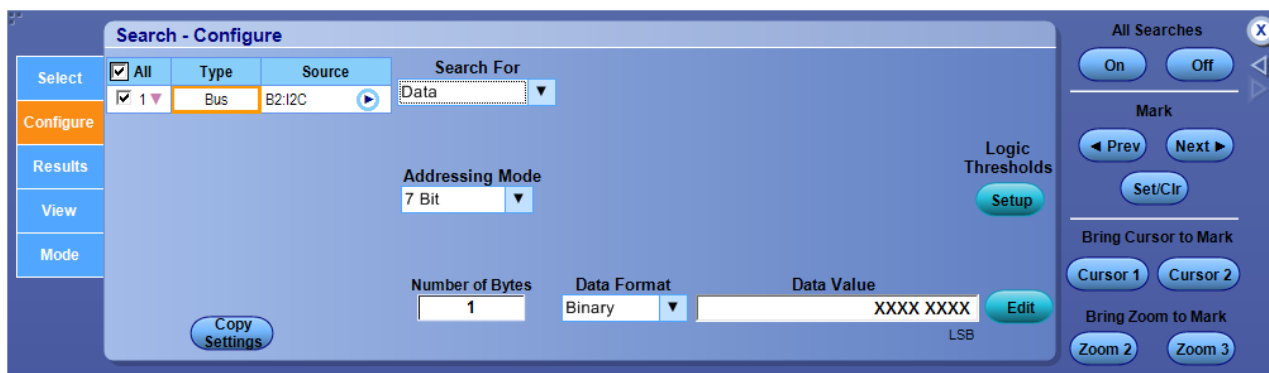 Search - Configure
Select
Configure
Results
View
Mode
All Type Source
1 Bus B2:I2C
Search For
Data
Addressing Mode
7 Bit
Logic
Thresholds
Setup
Number of Bytes
1
Data Format
Binary
Data Value
XXXX XXXX
Edit
LSB
Copy
Settings
All Searches
X
On Off
Mark
◄ Prev Next ►
Set/Clr
Bring Cursor to Mark
Cursor 1 Cursor 2
Bring Zoom to Mark
Zoom 2 Zoom 3